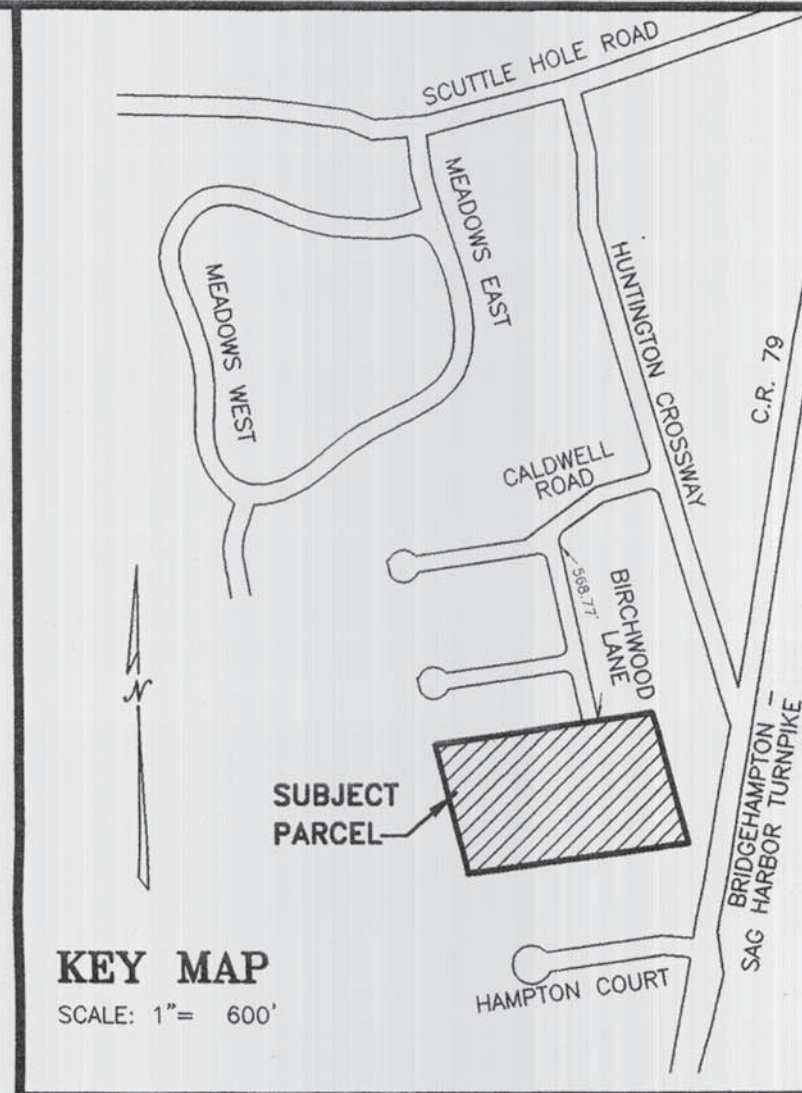 SCUTTLE HOLE ROAD
MEADOWS EAST
MEADOWS WEST
HUNTINGTON CROSSWAY
C.R. 79
CALDWELL
ROAD
568.77'
BIRCHWOOD
LANE
N
SUBJECT
PARCEL
BRIDGEHAMPTON –
SAG HARBOR TURNPIKE
HAMPTON COURT
KEY MAP
SCALE: 1"= 600'